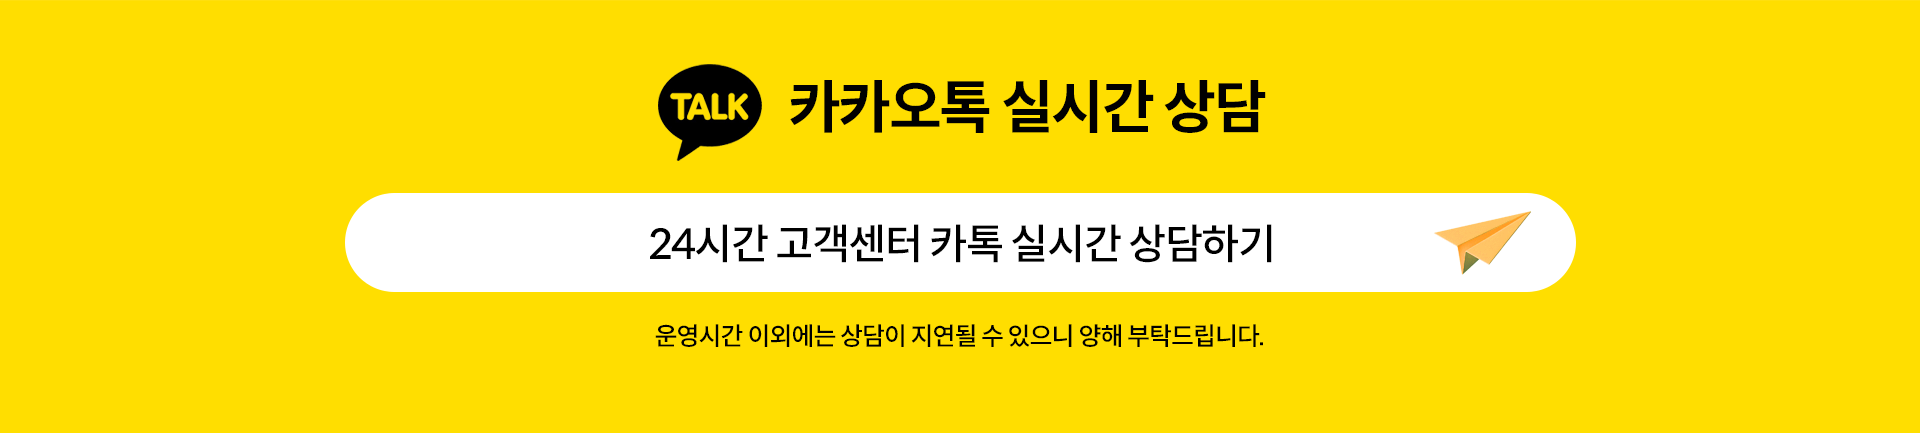 TALK 카카오톡 실시간 상담
24시간 고객센터 카톡 실시간 상담하기
운영시간 이외에는 상담이 지연될 수 있으니 양해 부탁드립니다.